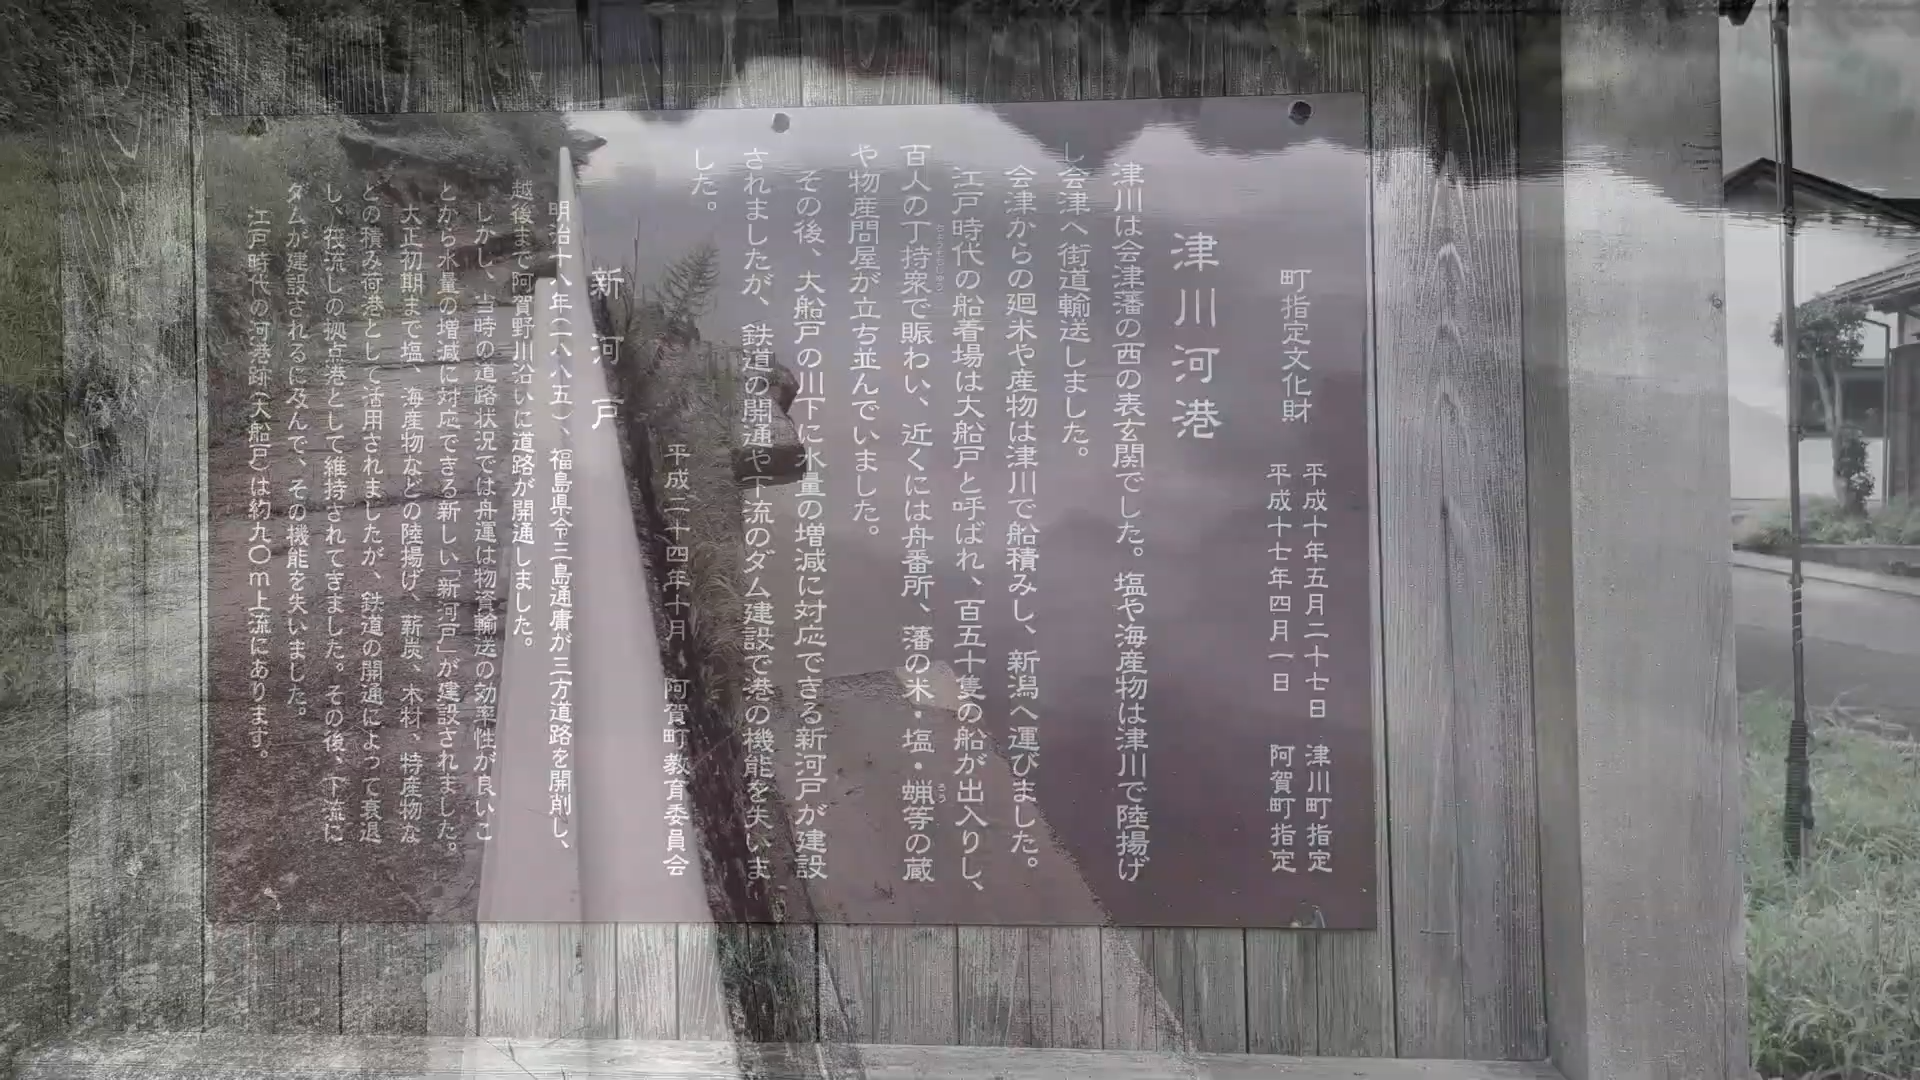 町指定文化財
平成十年五月二十七日 津川町指定
平成十七年四月一日 阿賀町指定
津川河港
津川は会津藩の西の表玄関でした。塩や海産物は津川で陸揚げ
し会津へ街道輸送しました。
会津からの廻米や産物は津川で船積みし、新潟へ運びました。
江戸時代の船着場は大船戸と呼ばれ、百五十隻の船が出入りし、
百人の丁持衆で賑わい、近くには舟番所、藩の米・塩・蝋等の蔵
や物産問屋が立ち並んでいました。
その後、大船戸の川下に水量の増減に対応できる新河戸が建設
されましたが、鉄道の開通や下流のダム建設で港の機能を失いま
した。
平成二十四年十月 阿賀町教育委員会
新河戸
明治十八年(一八八五)、福島県令三島通庸が三方道路を開削し、
越後まで阿賀野川沿いに道路が開通しました。
しかし、当時の道路状況では舟運は物資輸送の効率性が良いこ
とから水量の増減に対応できる新しい「新河戸」が建設されました。
大正初期まで塩、海産物などの陸揚げ、薪炭、木材、特産物な
どの積み荷港として活用されましたが、鉄道の開通によって衰退
し、筏流しの拠点港として維持されてきました。その後、下流に
ダムが建設されるに及んで、その機能を失いました。
江戸時代の河港跡(大船戸)は約九〇m上流にあります。